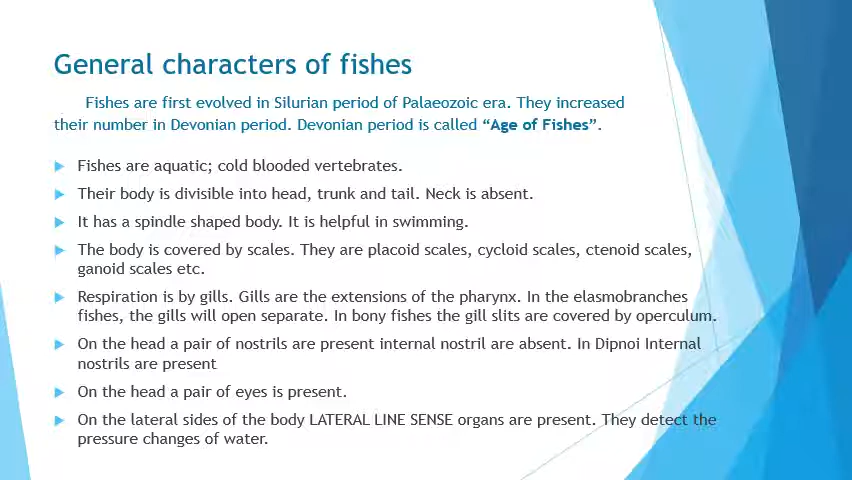 General characters of fishes
Fishes are first evolved in Silurian period of Palaeozoic era. They increased
their number in Devonian period. Devonian period is called “Age of Fishes”.
Fishes are aquatic; cold blooded vertebrates.
Their body is divisible into head, trunk and tail. Neck is absent.
It has a spindle shaped body. It is helpful in swimming.
The body is covered by scales. They are placoid scales, cycloid scales, ctenoid scales,
ganoid scales etc.
Respiration is by gills. Gills are the extensions of the pharynx. In the elasmobranches
fishes, the gills will open separate. In bony fishes the gill slits are covered by operculum.
On the head a pair of nostrils are present internal nostril are absent. In Dipnoi Internal
nostrils are present
On the head a pair of eyes is present.
On the lateral sides of the body LATERAL LINE SENSE organs are present. They detect the
pressure changes of water.